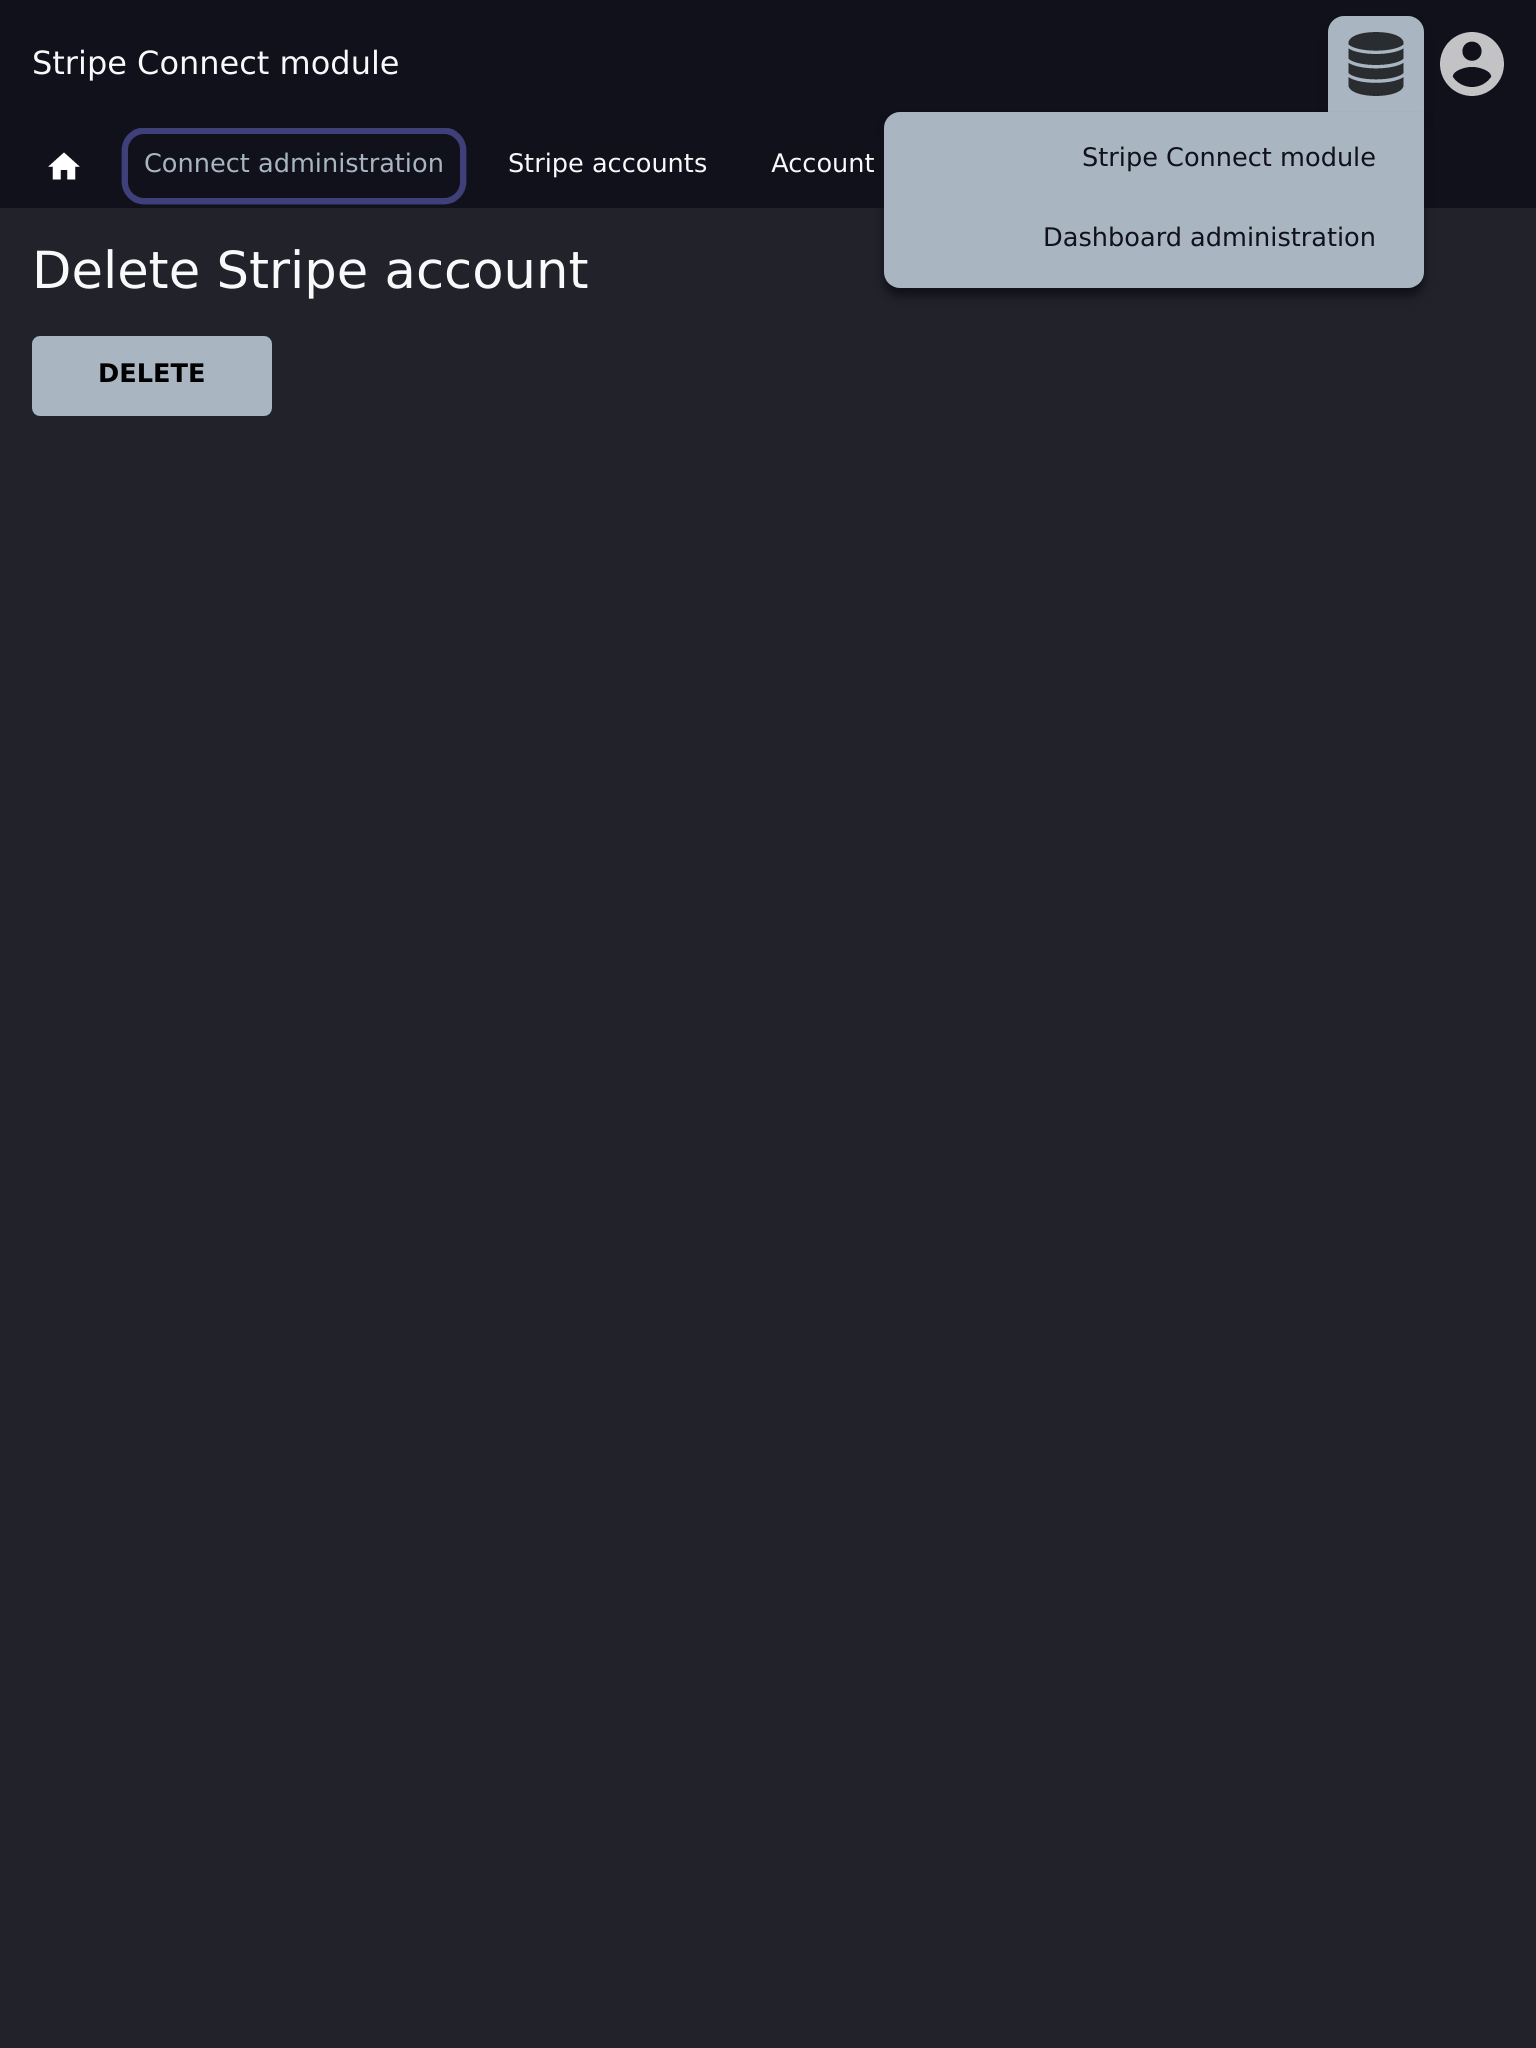 Stripe Connect module
Connect administration
Stripe accounts
Account
Stripe Connect module
Dashboard administration
Delete Stripe account
DELETE